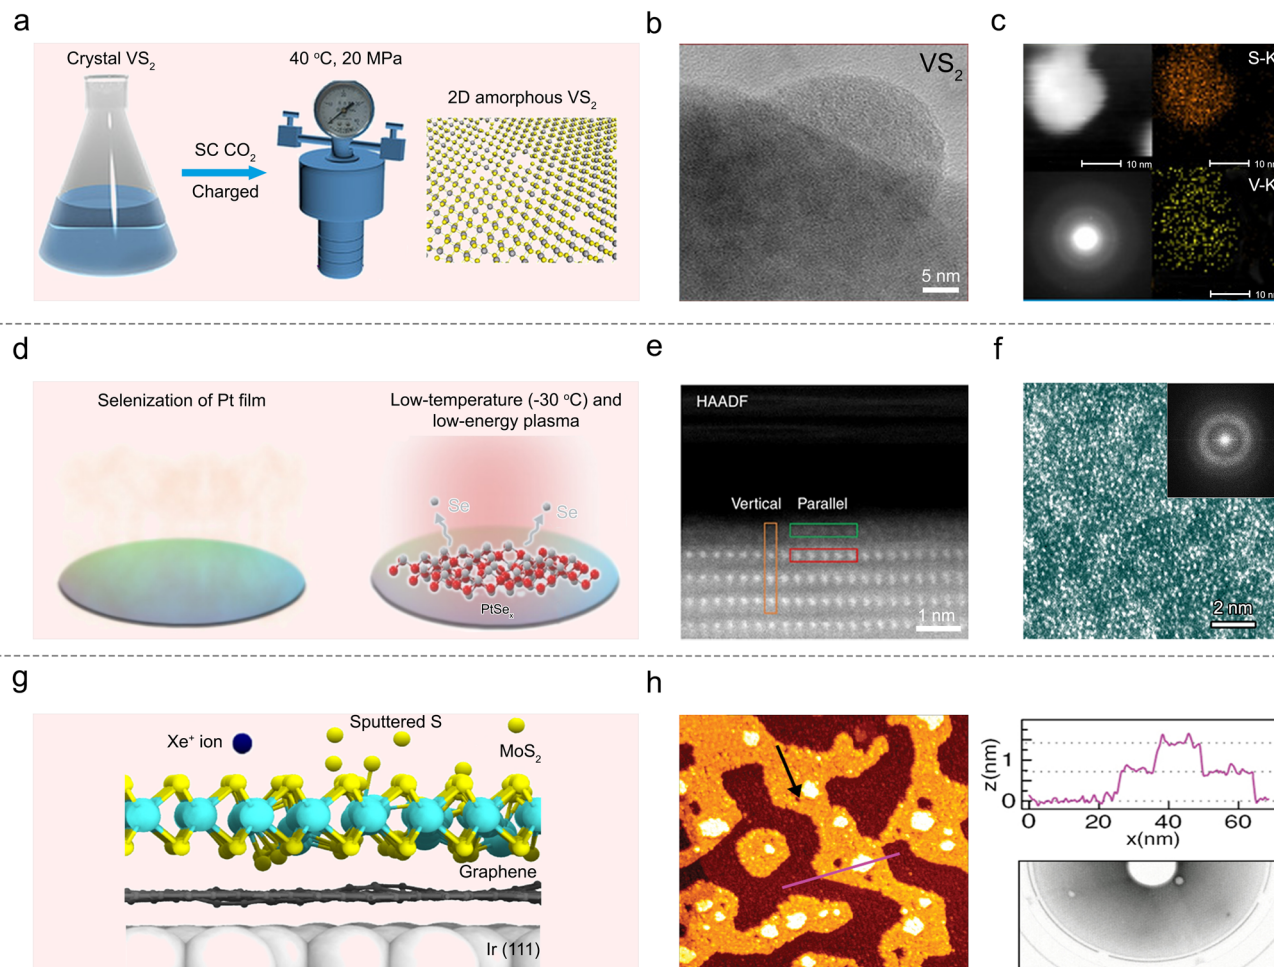 a
Crystal VS2
SC CO2
Charged
40 oC, 20 MPa
2D amorphous VS2
b
VS2
5 nm
c
S-K
10 nm
10 nm
V-K
10 nm
d
Selenization of Pt film
Low-temperature (-30 oC) and
low-energy plasma
Se
Se
PtSex
e
HAADF
Vertical
Parallel
1 nm
f
2 nm
g
Xe+ ion
Sputtered S
MoS2
Graphene
Ir (111)
h
z(nm)
1
0
0
20
40
60
x(nm)